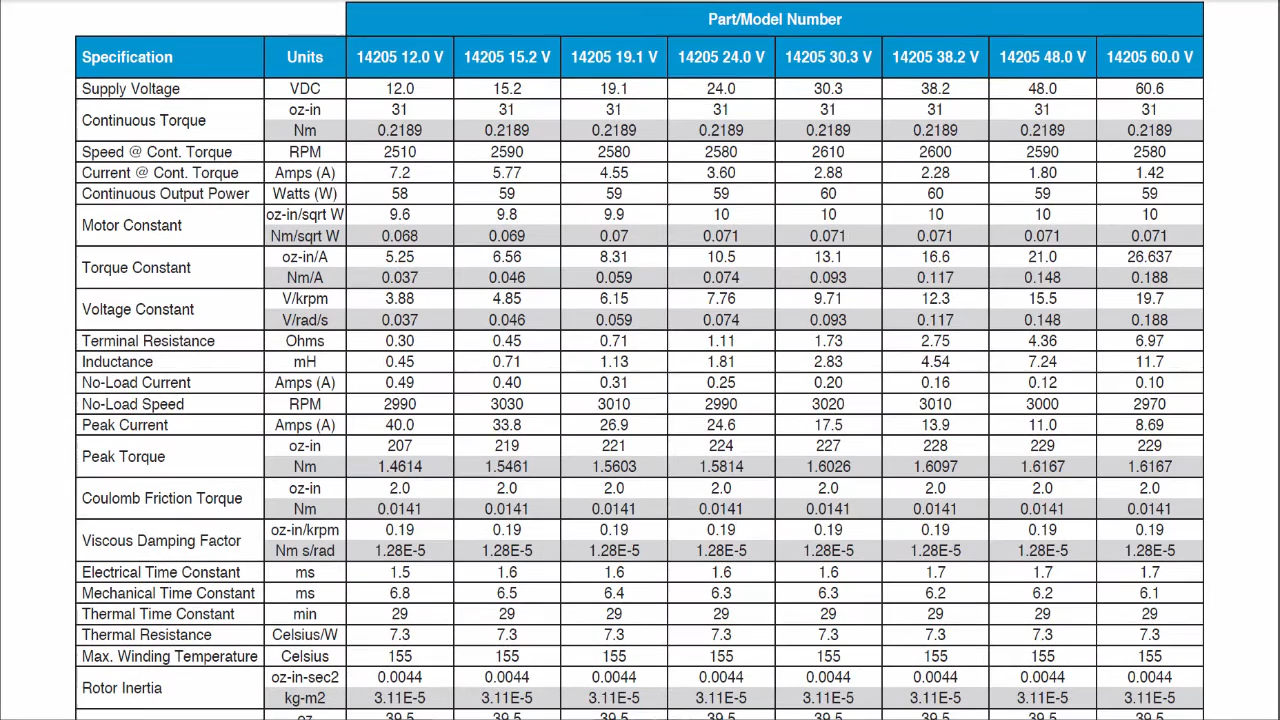 Part/Model Number
Specification Units 14205 12.0 V 14205 15.2 V 14205 19.1 V 14205 24.0 V 14205 30.3 V 14205 38.2 V 14205 48.0 V 14205 60.0 V
Supply Voltage VDC 12.0 15.2 19.1 24.0 30.3 38.2 48.0 60.6
Continuous Torque oz-in 31 31 31 31 31 31 31 31
Nm 0.2189 0.2189 0.2189 0.2189 0.2189 0.2189 0.2189 0.2189
Speed @ Cont. Torque RPM 2510 2590 2580 2580 2610 2600 2590 2580
Current @ Cont. Torque Amps (A) 7.2 5.77 4.55 3.60 2.88 2.28 1.80 1.42
Continuous Output Power Watts (W) 58 59 59 59 60 60 59 59
Motor Constant oz-in/sqrt W 9.6 9.8 9.9 10 10 10 10 10
Nm/sqrt W 0.068 0.069 0.07 0.071 0.071 0.071 0.071 0.071
Torque Constant oz-in/A 5.25 6.56 8.31 10.5 13.1 16.6 21.0 26.637
Nm/A 0.037 0.046 0.059 0.074 0.093 0.117 0.148 0.188
Voltage Constant V/krpm 3.88 4.85 6.15 7.76 9.71 12.3 15.5 19.7
V/rad/s 0.037 0.046 0.059 0.074 0.093 0.117 0.148 0.188
Terminal Resistance Ohms 0.30 0.45 0.71 1.11 1.73 2.75 4.36 6.97
Inductance mH 0.45 0.71 1.13 1.81 2.83 4.54 7.24 11.7
No-Load Current Amps (A) 0.49 0.40 0.31 0.25 0.20 0.16 0.12 0.10
No-Load Speed RPM 2990 3030 3010 2990 3020 3010 3000 2970
Peak Current Amps (A) 40.0 33.8 26.9 24.6 17.5 13.9 11.0 8.69
Peak Torque oz-in 207 219 221 224 227 228 229 229
Nm 1.4614 1.5461 1.5603 1.5814 1.6026 1.6097 1.6167 1.6167
Coulomb Friction Torque oz-in 2.0 2.0 2.0 2.0 2.0 2.0 2.0 2.0
Nm 0.0141 0.0141 0.0141 0.0141 0.0141 0.0141 0.0141 0.0141
Viscous Damping Factor oz-in/krpm 0.19 0.19 0.19 0.19 0.19 0.19 0.19 0.19
Nm s/rad 1.28E-5 1.28E-5 1.28E-5 1.28E-5 1.28E-5 1.28E-5 1.28E-5 1.28E-5
Electrical Time Constant ms 1.5 1.6 1.6 1.6 1.6 1.7 1.7 1.7
Mechanical Time Constant ms 6.8 6.5 6.4 6.3 6.3 6.2 6.2 6.1
Thermal Time Constant min 29 29 29 29 29 29 29 29
Thermal Resistance Celsius/W 7.3 7.3 7.3 7.3 7.3 7.3 7.3 7.3
Max. Winding Temperature Celsius 155 155 155 155 155 155 155 155
Rotor Inertia oz-in-sec2 0.0044 0.0044 0.0044 0.0044 0.0044 0.0044 0.0044 0.0044
kg-m2 3.11E-5 3.11E-5 3.11E-5 3.11E-5 3.11E-5 3.11E-5 3.11E-5 3.11E-5
oz 39.5 39.5 39.5 39.5 39.5 39.5 39.5 39.5